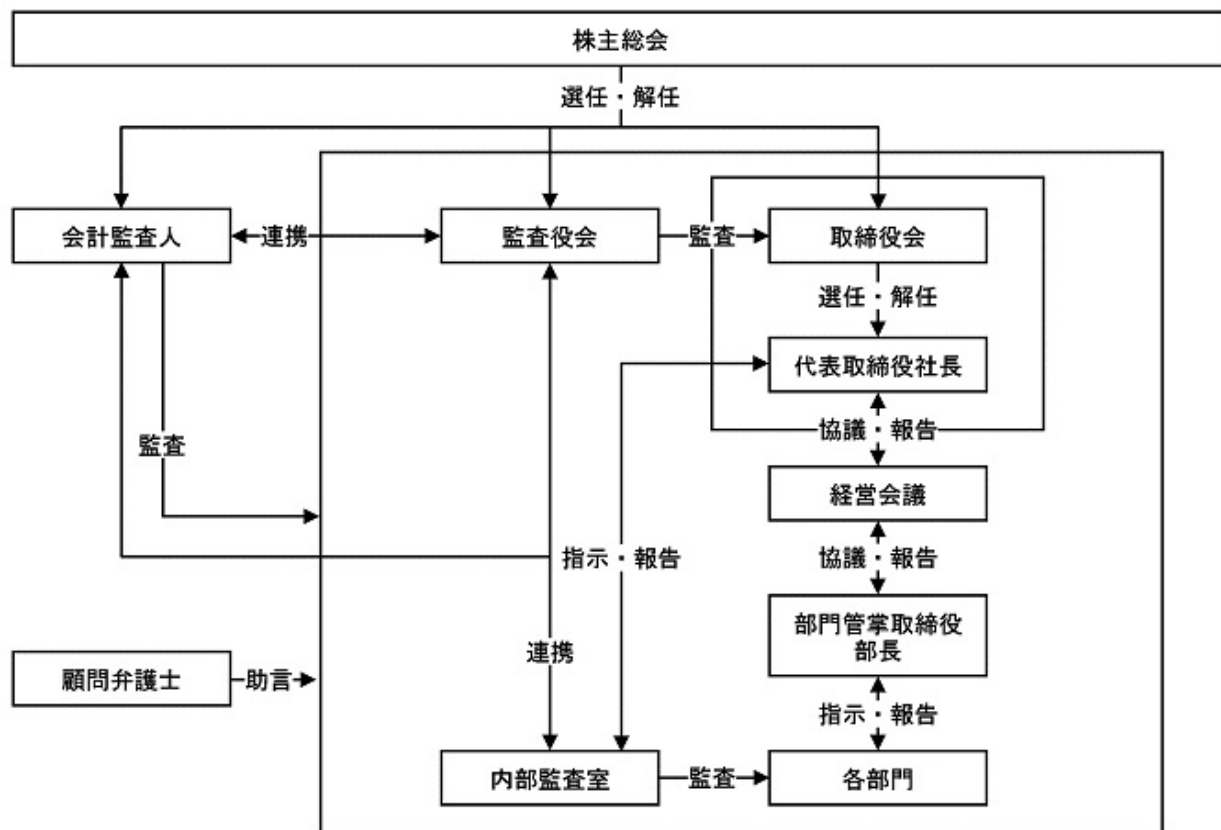 株主総会
選任・解任
会計監査人
連携
監査役会
監査
取締役会
選任・解任
代表取締役社長
協議・報告
監査
経営会議
指示・報告
協議・報告
部門管掌取締役
部長
連携
顧問弁護士
助言
指示・報告
内部監査室
監査
各部門